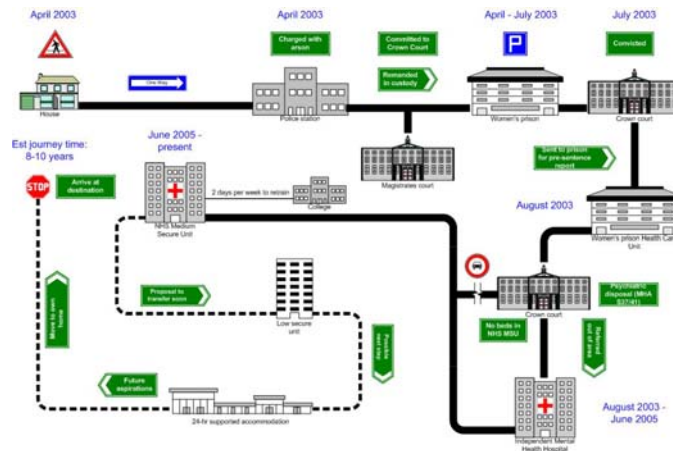 April 2003
April 2003
April - July 2003
July 2003
Charged with
arson
Committed to
Crown Court
P
Convicted
One Way
Remanded
in custody
House
Police station
Women's prison
Crown court
Magistrates court
Sent to prison
for pre-sentence
report
Est journey time:
8-10 years
June 2005 -
present
STOP
Arrive at
destination
2 days per week to retrain
College
NHS Medium
Secure Unit
August 2003
Women's prison Health Care
Unit
Move to own
home
Proposal to
transfer soon
Low secure
unit
Crown court
Psychiatric
disposal (MHA
S37/41)
No beds in
NHS MSU
Referred
out of area
Possible
next step
Future
aspirations
24-hr supported accommodation
August 2003 -
June 2005
Independent Mental
Health Hospital